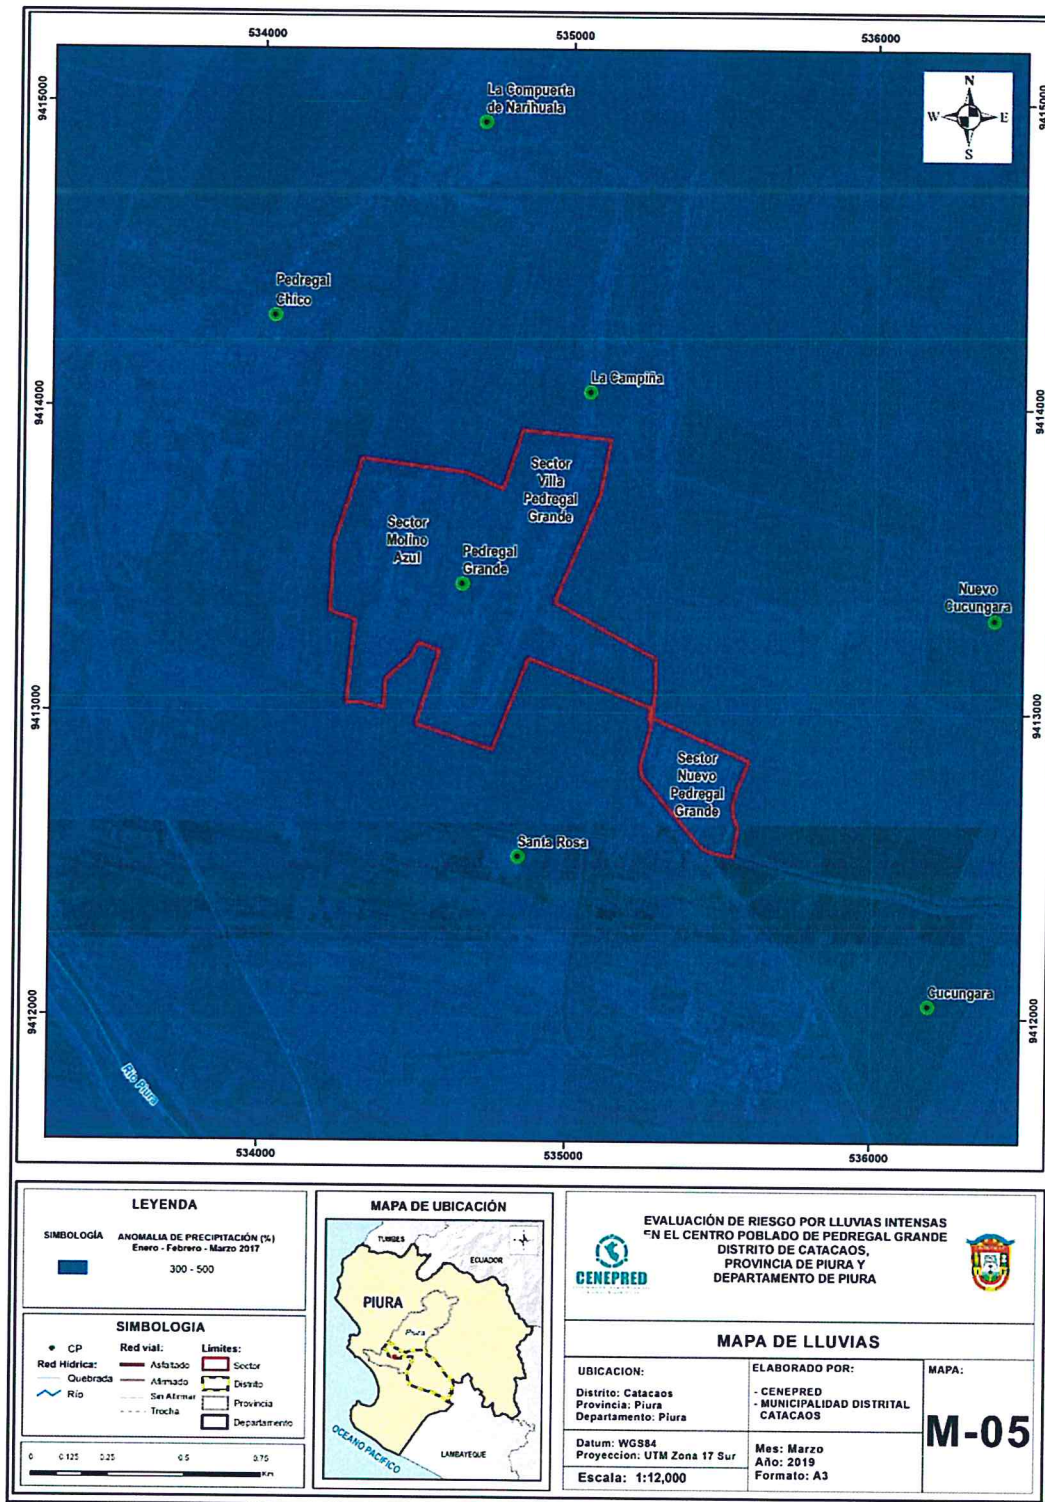 534000
535000
536000
9415000
9415000
La Compuerta
de Narihuala
N
W
E
S
Pedregal
Chico
La Campiña
9414000
9414000
Sector
Villa
Pedregal
Grande
Sector
Molino
Azul
Pedregal
Grande
Nuevo
Cucungara
9413000
9413000
Sector
Nuevo
Pedregal
Grande
Santa Rosa
Cucungara
9412000
9412000
Río Piura
534000
535000
536000
LEYENDA
SIMBOLOGÍA
ANOMALIA DE PRECIPITACIÓN (%)
Enero - Febrero - Marzo 2017
300 - 500
SIMBOLOGIA
CP
Red Hídrica:
Quebrada
Río
Red vial:
Asfaltado
Afirmado
Sin Afirmar
Trocha
Limites:
Sector
Distrito
Provincia
Departamento
0 0.125 0.25 0.5 0.75
Km
MAPA DE UBICACIÓN
TUMBES
ECUADOR
PIURA
Piura
OCEANO PACIFICO
LAMBAYEQUE
CENEPRED
EVALUACIÓN DE RIESGO POR LLUVIAS INTENSAS
EN EL CENTRO POBLADO DE PEDREGAL GRANDE
DISTRITO DE CATACAOS,
PROVINCIA DE PIURA Y
DEPARTAMENTO DE PIURA
MAPA DE LLUVIAS
UBICACION:
Distrito: Catacaos
Provincia: Piura
Departamento: Piura
ELABORADO POR:
- CENEPRED
- MUNICIPALIDAD DISTRITAL
CATACAOS
MAPA:
M-05
Datum: WGS84
Proyeccion: UTM Zona 17 Sur
Escala: 1:12,000
Mes: Marzo
Año: 2019
Formato: A3